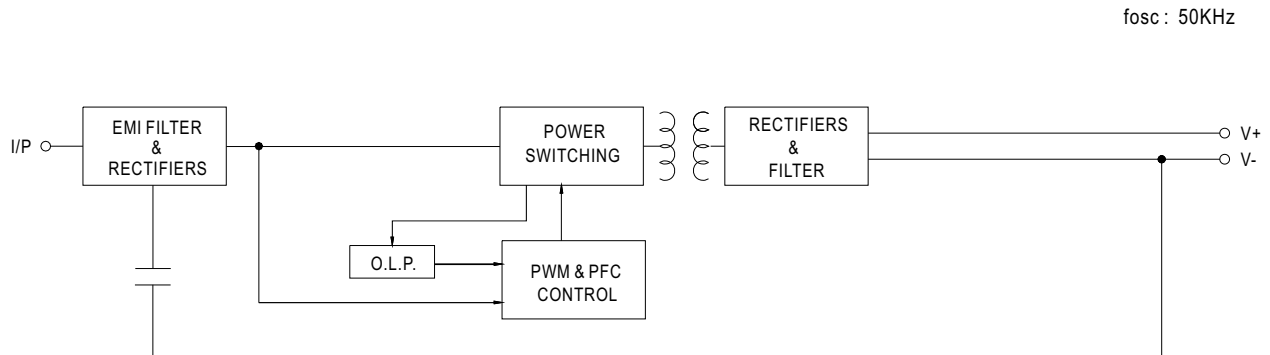 fosc : 50KHz
I/P
EMI FILTER
&
RECTIFIERS
POWER
SWITCHING
RECTIFIERS
&
FILTER
V+
V-
O.L.P.
PWM & PFC
CONTROL